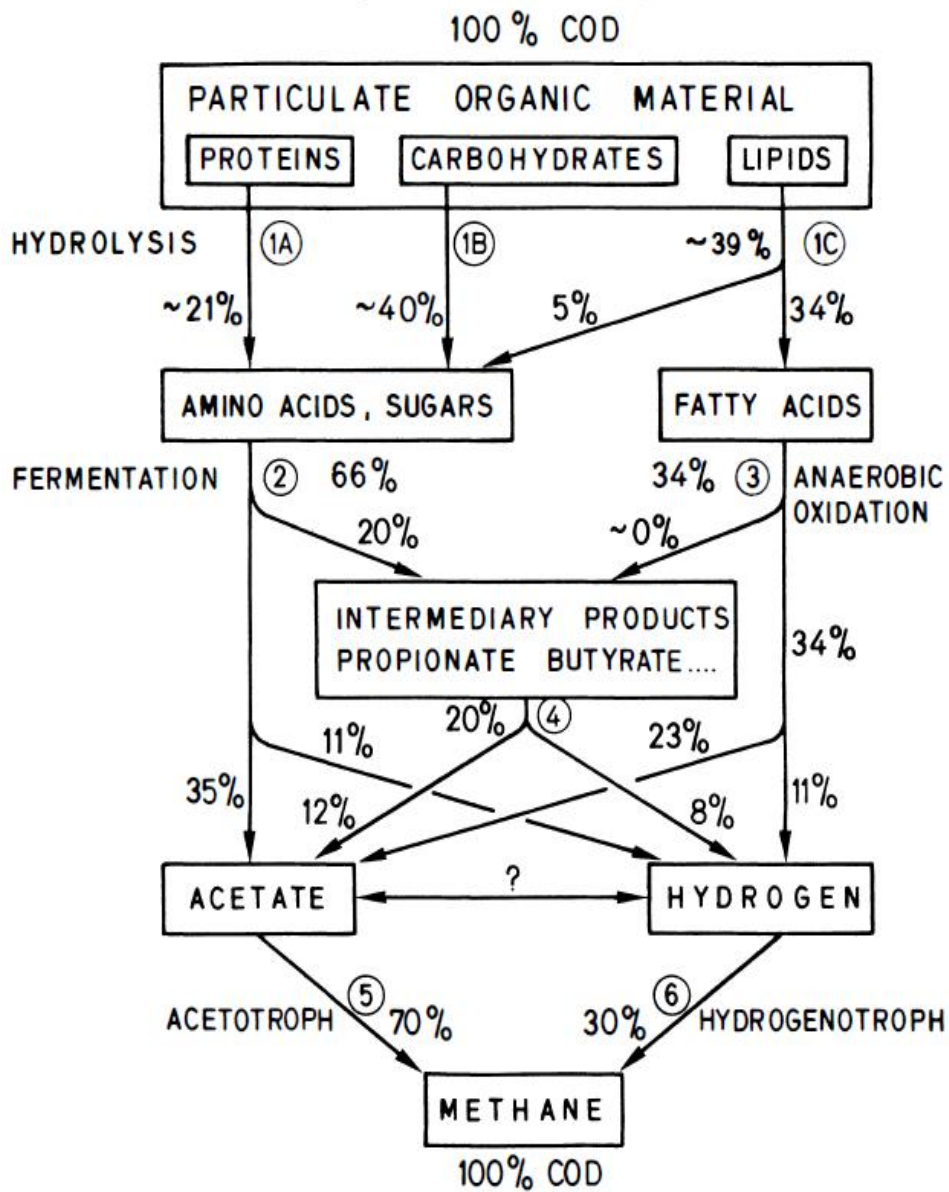 100% COD
PARTICULATE ORGANIC MATERIAL
PROTEINS CARBOHYDRATES LIPIDS
HYDROLYSIS 1A 1B ~39% 1C
~21% ~40% 5% 34%
AMINO ACIDS, SUGARS FATTY ACIDS
FERMENTATION 2 66% 34% 3 ANAEROBIC
OXIDATION
20% ~0%
INTERMEDIARY PRODUCTS
PROPIONATE BUTYRATE....
34%
20% 4
11% 23%
35% 12% 8% 11%
?
ACETATE HYDROGEN
5 6
ACETOTROPH 70% 30% HYDROGENOTROPH
METHANE
100% COD